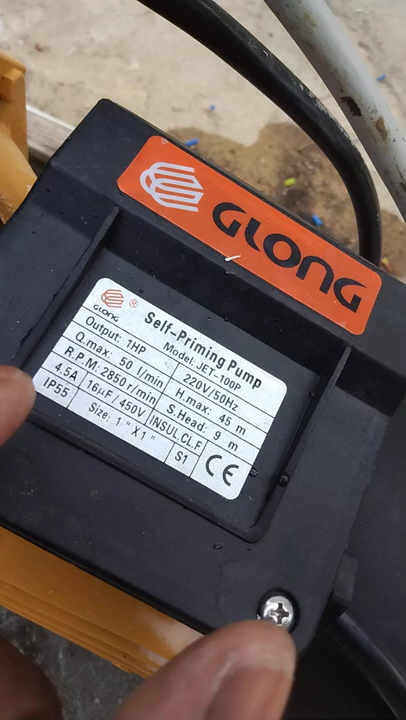 GLONG
GLONG ® Self-Priming Pump
Model: JET-100P
Output: 1HP 220V/50Hz
Q.max: 50 l/min H.max: 45 m
R.P.M: 2850 r/min S.Head: 9 m
4.5A 16μF/450V INSUL.CL.F
IP55 Size: 1" X 1" S1 CE